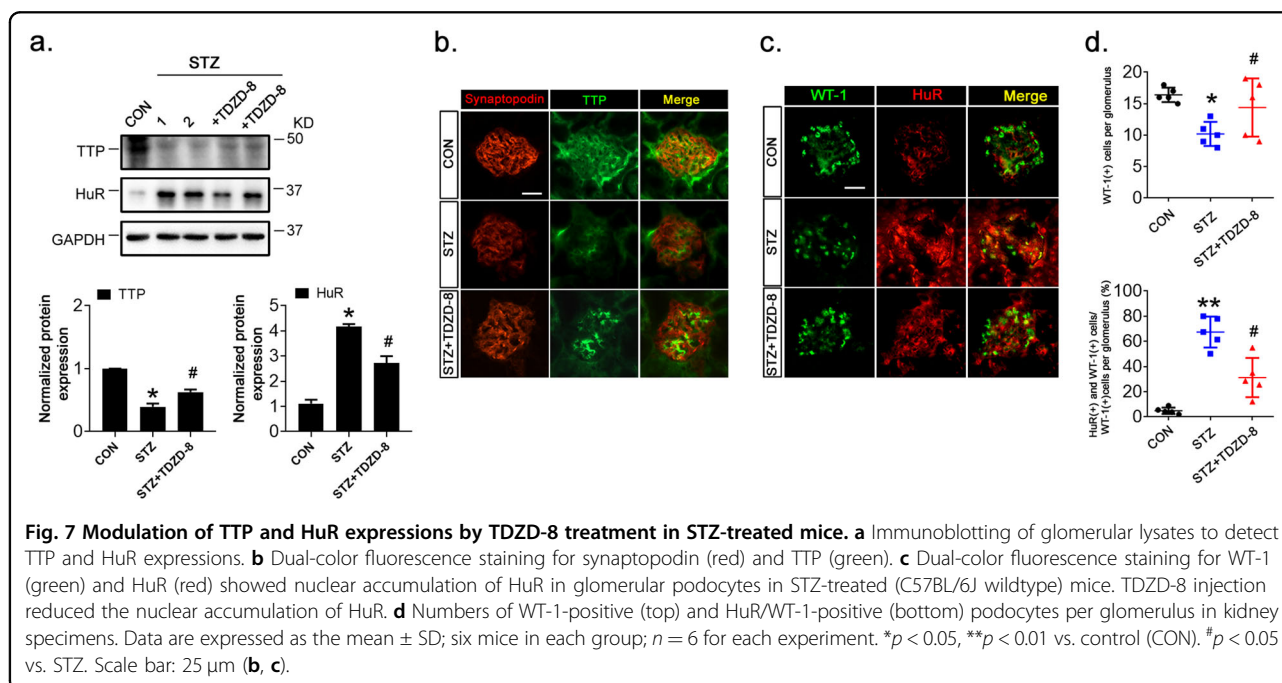 a.
STZ
CON
1
2
+TDZD-8
+TDZD-8
KD
TTP
50
HuR
37
GAPDH
37
TTP
Normalized protein
expression
2
1
0
CON
STZ
STZ+TDZD-8
*
#
HuR
Normalized protein
expression
5
4
3
2
1
0
CON
STZ
STZ+TDZD-8
*
#
b.
Synaptopodin
TTP
Merge
CON
STZ
STZ+TDZD-8
c.
WT-1
HuR
Merge
CON
STZ
STZ+TDZD-8
d.
WT-1(+) cells per glomerulus
20
15
10
5
0
*
#
CON
STZ
STZ+TDZD-8
HuR(+) and WT-1(+) cells/
WT-1(+)cells per glomerulus (%)
100
80
60
40
20
0
**
#
CON
STZ
STZ+TDZD-8
Fig. 7 Modulation of TTP and HuR expressions by TDZD-8 treatment in STZ-treated mice. a Immunoblotting of glomerular lysates to detect
TTP and HuR expressions. b Dual-color fluorescence staining for synaptopodin (red) and TTP (green). c Dual-color fluorescence staining for WT-1
(green) and HuR (red) showed nuclear accumulation of HuR in glomerular podocytes in STZ-treated (C57BL/6J wildtype) mice. TDZD-8 injection
reduced the nuclear accumulation of HuR. d Numbers of WT-1-positive (top) and HuR/WT-1-positive (bottom) podocytes per glomerulus in kidney
specimens. Data are expressed as the mean ± SD; six mice in each group; n = 6 for each experiment. *p < 0.05, **p < 0.01 vs. control (CON). #p < 0.05
vs. STZ. Scale bar: 25 μm (b, c).